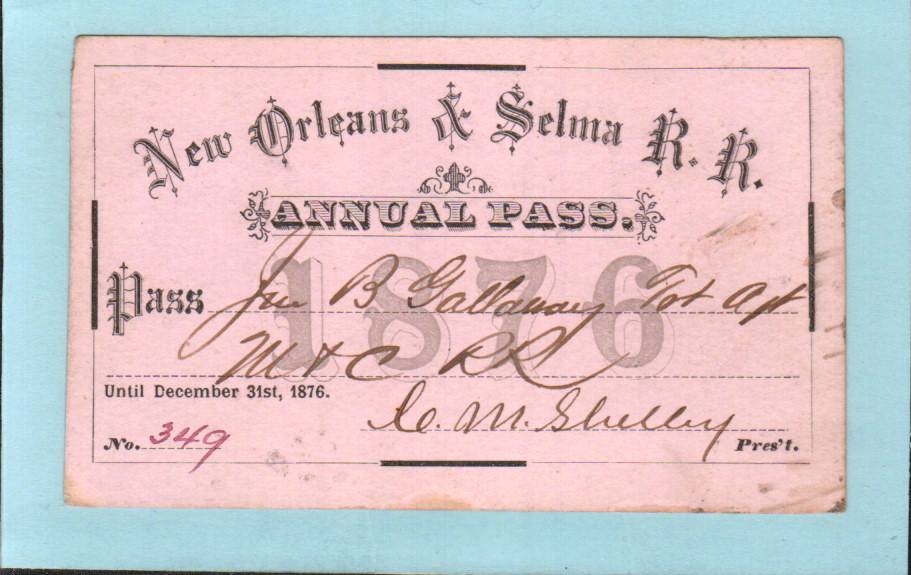 New Orleans & Selma R. R.
ANNUAL PASS.
1876
Pass Jno B Gallaway Tkt Agt
M & C RR
Until December 31st, 1876.
C. M. Shelley
No. 349 Pres't.